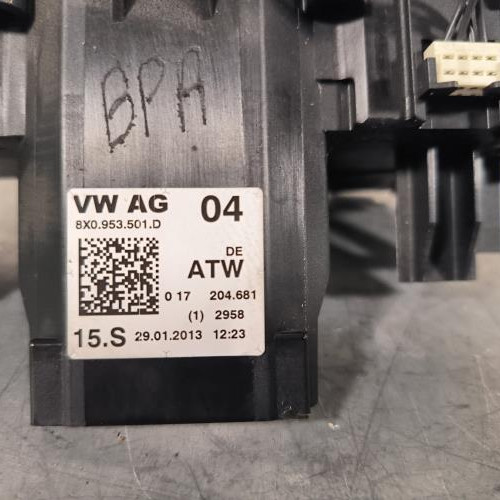 BPA
VW AG 04
8X0.953.501.D
DE
ATW
0 17 204.681
(1) 2958
15.S 29.01.2013 12:23